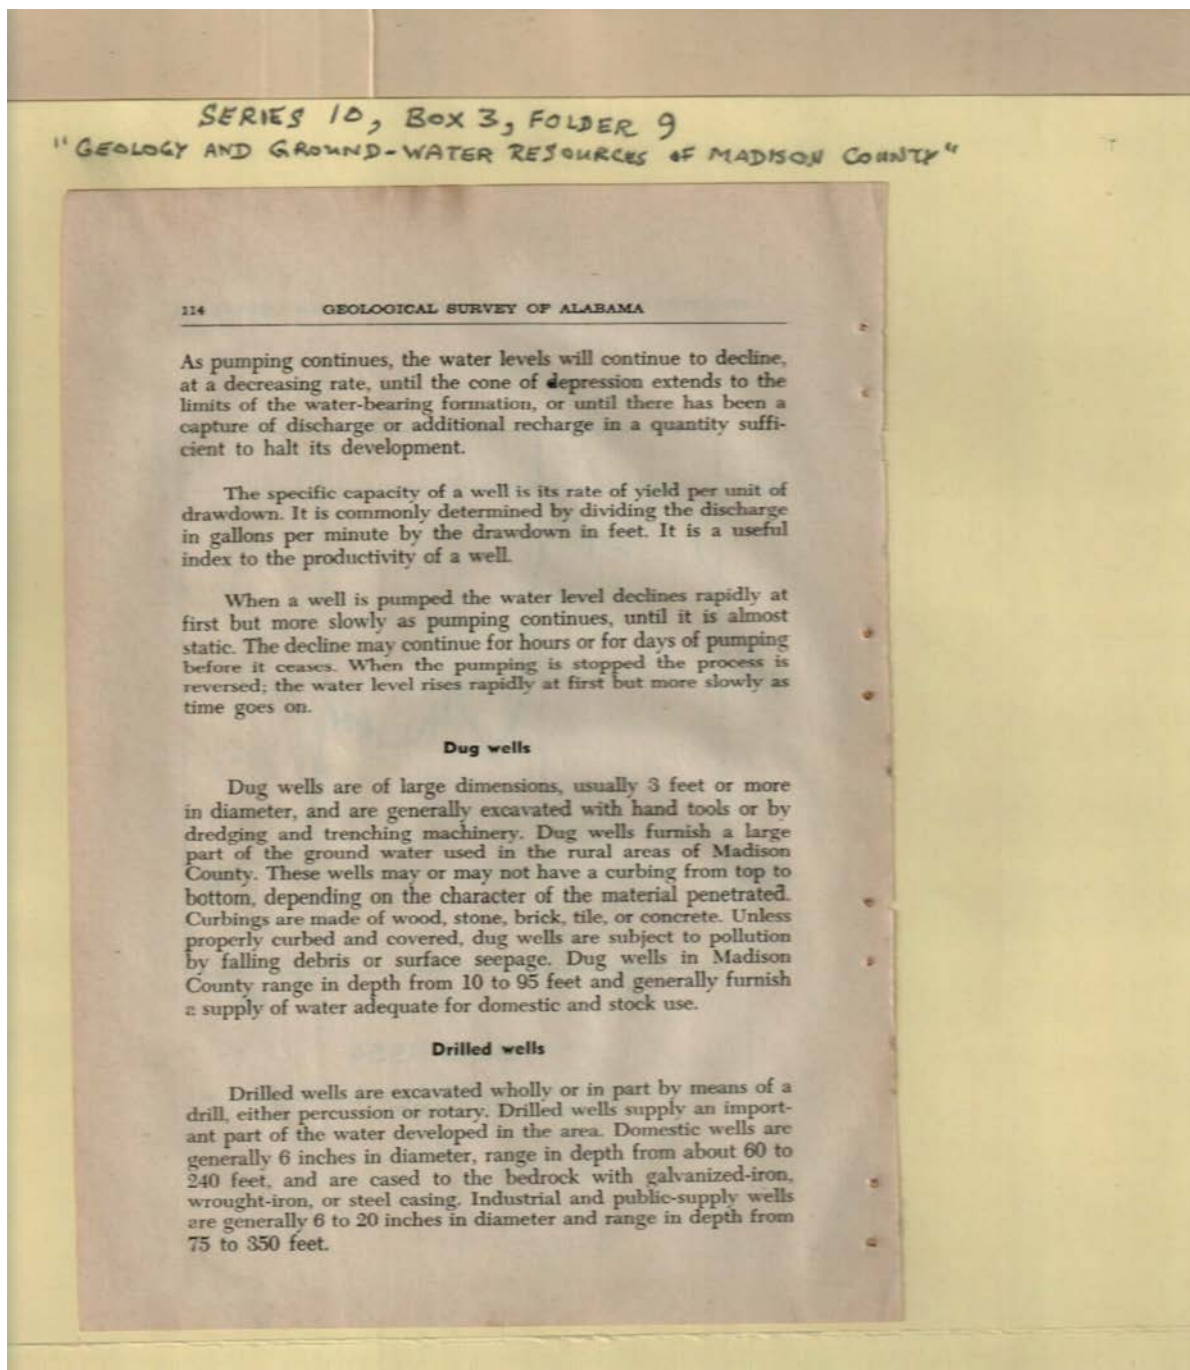 SERIES 10, BOX 3, FOLDER 9
"GEOLOGY AND GROUND-WATER RESOURCES OF MADISON COUNTY"
114 GEOLOGICAL SURVEY OF ALABAMA
As pumping continues, the water levels will continue to decline,
at a decreasing rate, until the cone of depression extends to the
limits of the water-bearing formation, or until there has been a
capture of discharge or additional recharge in a quantity suffi-
cient to halt its development.
The specific capacity of a well is its rate of yield per unit of
drawdown. It is commonly determined by dividing the discharge
in gallons per minute by the drawdown in feet. It is a useful
index to the productivity of a well.
When a well is pumped the water level declines rapidly at
first but more slowly as pumping continues, until it is almost
static. The decline may continue for hours or for days of pumping
before it ceases. When the pumping is stopped the process is
reversed; the water level rises rapidly at first but more slowly as
time goes on.
Dug wells
Dug wells are of large dimensions, usually 3 feet or more
in diameter, and are generally excavated with hand tools or by
dredging and trenching machinery. Dug wells furnish a large
part of the ground water used in the rural areas of Madison
County. These wells may or may not have a curbing from top to
bottom, depending on the character of the material penetrated.
Curbings are made of wood, stone, brick, tile, or concrete. Unless
properly curbed and covered, dug wells are subject to pollution
by falling debris or surface seepage. Dug wells in Madison
County range in depth from 10 to 95 feet and generally furnish
a supply of water adequate for domestic and stock use.
Drilled wells
Drilled wells are excavated wholly or in part by means of a
drill, either percussion or rotary. Drilled wells supply an import-
ant part of the water developed in the area. Domestic wells are
generally 6 inches in diameter, range in depth from about 60 to
240 feet, and are cased to the bedrock with galvanized-iron,
wrought-iron, or steel casing. Industrial and public-supply wells
are generally 6 to 20 inches in diameter and range in depth from
75 to 350 feet.